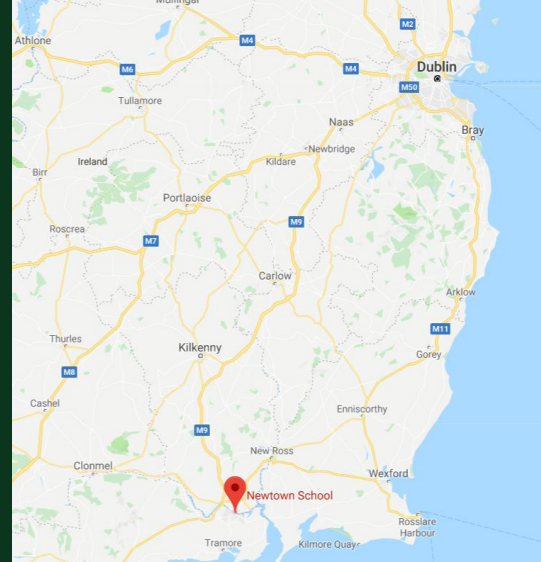 Mullingar
M2
Athlone
M4
Dublin
M6
M4
M50
Tullamore
Naas
Bray
Newbridge
Ireland
Kildare
Birr
Portlaoise
M9
Roscrea
M7
Carlow
Arklow
M11
Thurles
Kilkenny
Gorey
M8
Cashel
Enniscorthy
M9
New Ross
Clonmel
Wexford
Newtown School
Rosslare
Harbour
Tramore
Kilmore Quay